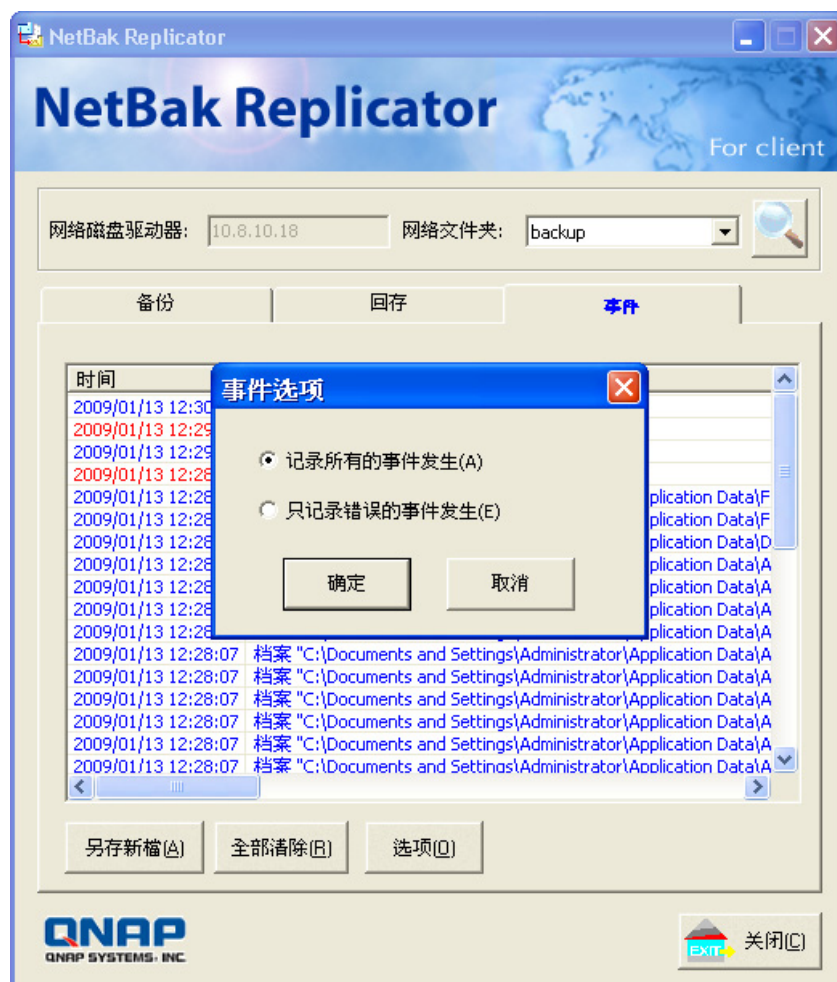 NetBak Replicator
NetBak Replicator
For client
网络磁盘驱动器: 10.8.10.18 网络文件夹: backup
备份 回存 事件
时间
事件选项
记录所有的事件发生(A)
只记录错误的事件发生(E)
确定 取消
2009/01/13 12:30
2009/01/13 12:29
2009/01/13 12:29
2009/01/13 12:28
2009/01/13 12:28 plication Data\F
2009/01/13 12:28 plication Data\F
2009/01/13 12:28 plication Data\D
2009/01/13 12:28 plication Data\A
2009/01/13 12:28 plication Data\A
2009/01/13 12:28 plication Data\A
2009/01/13 12:28 plication Data\A
2009/01/13 12:28:07 档案 "C:\Documents and Settings\Administrator\Application Data\A
2009/01/13 12:28:07 档案 "C:\Documents and Settings\Administrator\Application Data\A
2009/01/13 12:28:07 档案 "C:\Documents and Settings\Administrator\Application Data\A
2009/01/13 12:28:07 档案 "C:\Documents and Settings\Administrator\Application Data\A
2009/01/13 12:28:07 档案 "C:\Documents and Settings\Administrator\Application Data\A
2009/01/13 12:28:07 档案 "C:\Documents and Settings\Administrator\Application Data\A
另存新檔(A) 全部清除(R) 选项(O)
QNAP
QNAP SYSTEMS, INC
EXIT 关闭(C)